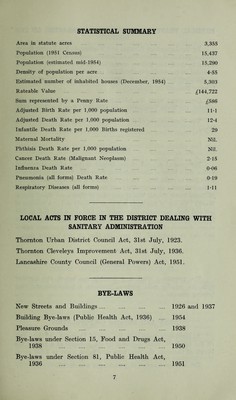 STATISTICAL SUMMARY
Area in statute acres 3,355
Population (1951 Census) 15,437
Population (estimated mid-1954) 15,290
Density of population per acre 4·55
Estimated number of inhabited houses (December, 1954) 5,303
Rateable Value £144,722
Sum represented by a Penny Rate £586
Adjusted Birth Rate per 1,000 population 11·1
Adjusted Death Rate per 1,000 population 12·4
Infantile Death Rate per 1,000 Births registered 29
Maternal Mortality Nil.
Phthisis Death Rate per 1,000 population Nil.
Cancer Death Rate (Malignant Neoplasm) 2·15
Influenza Death Rate 0·06
Pneumonia (all forms) Death Rate 0·19
Respiratory Diseases (all forms) 1·11
LOCAL ACTS IN FORCE IN THE DISTRICT DEALING WITH
SANITARY ADMINISTRATION
Thornton Urban District Council Act, 31st July, 1923.
Thornton Cleveleys Improvement Act, 31st July, 1936.
Lancashire County Council (General Powers) Act, 1951.
BYE-LAWS
New Streets and Buildings 1926 and 1937
Building Bye-laws (Public Health Act, 1936) 1954
Pleasure Grounds 1938
Bye-laws under Section 15, Food and Drugs Act,
1938 1950
Bye-laws under Section 81, Public Health Act,
1936 1951
7